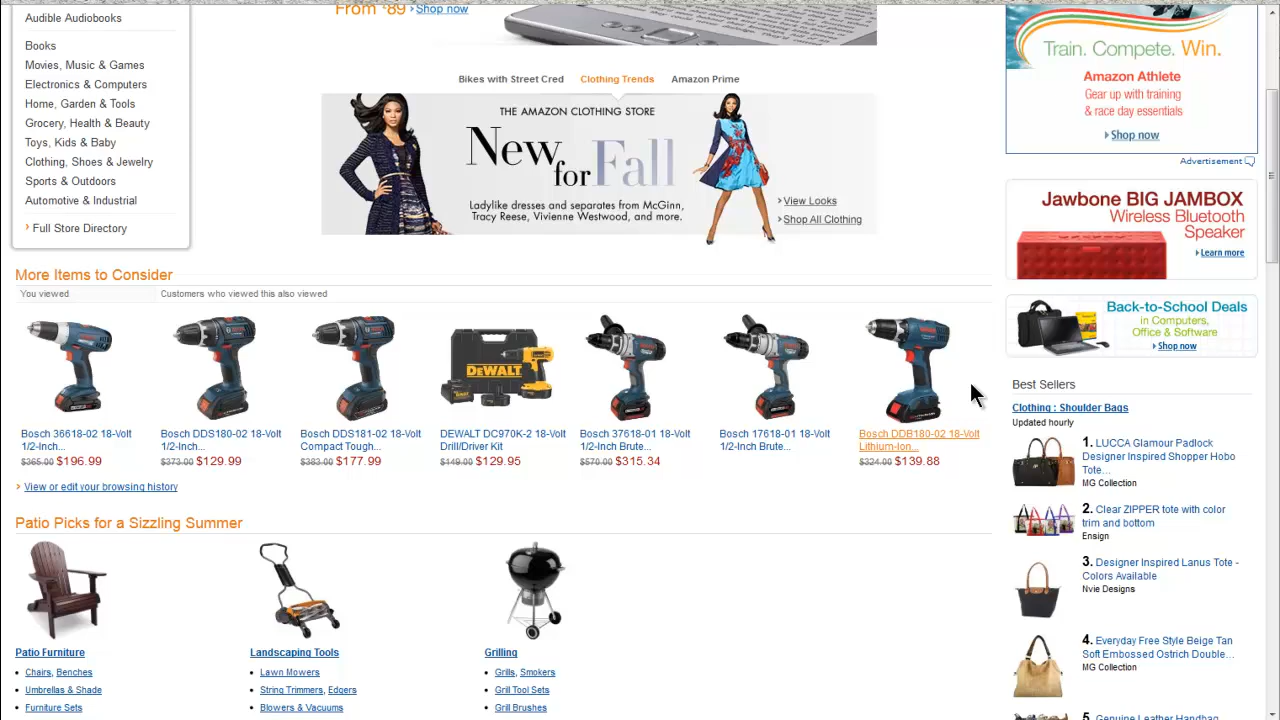 Audible Audiobooks
Books
Movies, Music & Games
Electronics & Computers
Home, Garden & Tools
Grocery, Health & Beauty
Toys, Kids & Baby
Clothing, Shoes & Jewelry
Sports & Outdoors
Automotive & Industrial
› Full Store Directory
From $89 › Shop now
Bikes with Street Cred
Clothing Trends
Amazon Prime
THE AMAZON CLOTHING STORE
New
for Fall
Ladylike dresses and separates from McGinn,
Tracy Reese, Vivienne Westwood, and more.
› View Looks
› Shop All Clothing
Train. Compete. Win.
Amazon Athlete
Gear up with training
& race day essentials
Shop now
Advertisement
Jawbone BIG JAMBOX
Wireless Bluetooth
Speaker
Learn more
Back-to-School Deals
in Computers,
Office & Software
Shop now
More Items to Consider
You viewed
Customers who viewed this also viewed
DEWALT
Bosch 36618-02 18-Volt
1/2-Inch...
$365.00 $196.99
Bosch DDS180-02 18-Volt
1/2-Inch...
$373.00 $129.99
Bosch DDS181-02 18-Volt
Compact Tough...
$383.00 $177.99
DEWALT DC970K-2 18-Volt
Drill/Driver Kit
$149.00 $129.95
Bosch 37618-01 18-Volt
1/2-Inch Brute...
$570.00 $315.34
Bosch 17618-01 18-Volt
1/2-Inch Brute...
Bosch DDB180-02 18-Volt
Lithium-Ion...
$324.00 $139.88
› View or edit your browsing history
Patio Picks for a Sizzling Summer
Patio Furniture
• Chairs, Benches
• Umbrellas & Shade
• Furniture Sets
Landscaping Tools
• Lawn Mowers
• String Trimmers, Edgers
• Blowers & Vacuums
Grilling
• Grills, Smokers
• Grill Tool Sets
• Grill Brushes
Best Sellers
Clothing : Shoulder Bags
Updated hourly
1. LUCCA Glamour Padlock
Designer Inspired Shopper Hobo
Tote...
MG Collection
2. Clear ZIPPER tote with color
trim and bottom
Ensign
3. Designer Inspired Lanus Tote -
Colors Available
Nvie Designs
4. Everyday Free Style Beige Tan
Soft Embossed Ostrich Double...
MG Collection
5. Genuine Leather Handbag